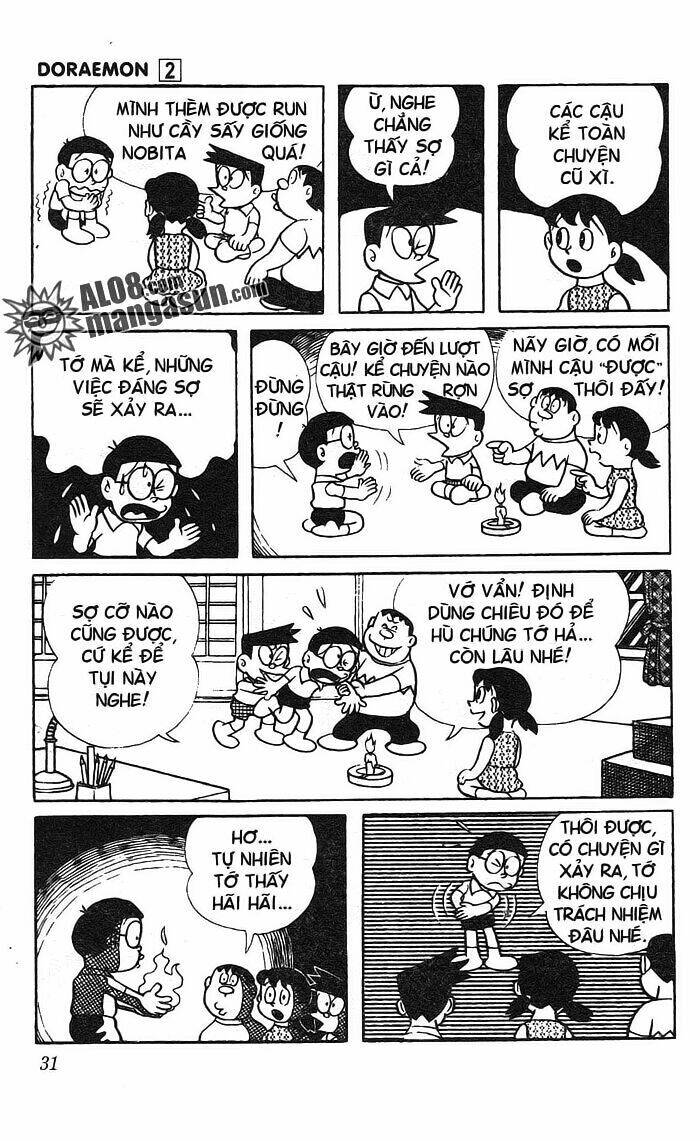 DORAEMON 2
CÁC CẬU
KỂ TOÀN
CHUYỆN
CŨ XÌ.
Ừ, NGHE
CHẲNG
THẤY SỢ
GÌ CẢ!
MÌNH THÈM ĐƯỢC RUN
NHƯ CẦY SẤY GIỐNG
NOBITA QUÁ!
AL08.com
mangasun.com
NÃY GIỜ, CÓ MỖI
MÌNH CẬU "ĐƯỢC"
SỢ THÔI ĐẤY!
BÂY GIỜ ĐẾN LƯỢT
CẬU! KỂ CHUYỆN NÀO
THẬT RÙNG RỢN
VÀO!
ĐỪNG
ĐỪNG
!
TỚ MÀ KỂ, NHỮNG
VIỆC ĐÁNG SỢ
SẼ XẢY RA...
VỚ VẨN! ĐỊNH
DÙNG CHIÊU ĐÓ ĐỂ
HÙ CHÚNG TỚ HẢ...
CÒN LÂU NHÉ!
SỢ CỠ NÀO
CŨNG ĐƯỢC,
CỨ KỂ ĐỂ
TỤI NÀY
NGHE!
THÔI ĐƯỢC,
CÓ CHUYỆN GÌ
XẢY RA, TỚ
KHÔNG CHỊU
TRÁCH NHIỆM
ĐÂU NHÉ.
HƠ...
TỰ NHIÊN
TỚ THẤY
HÃI HÃI...
31